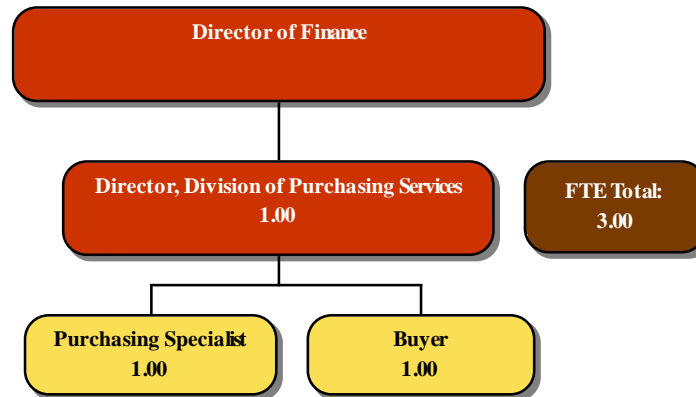 Director of Finance
Director, Division of Purchasing Services
1.00
FTE Total:
3.00
Purchasing Specialist
1.00
Buyer
1.00